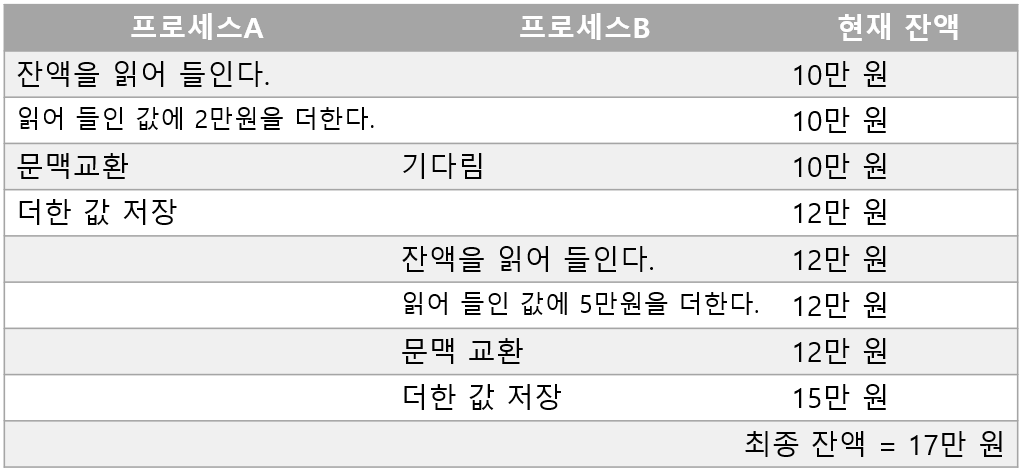 프로세스A 프로세스B 현재 잔액
잔액을 읽어 들인다. 10만 원
읽어 들인 값에 2만원을 더한다. 10만 원
문맥교환 기다림 10만 원
더한 값 저장 12만 원
잔액을 읽어 들인다. 12만 원
읽어 들인 값에 5만원을 더한다. 12만 원
문맥 교환 12만 원
더한 값 저장 15만 원
최종 잔액 = 17만 원